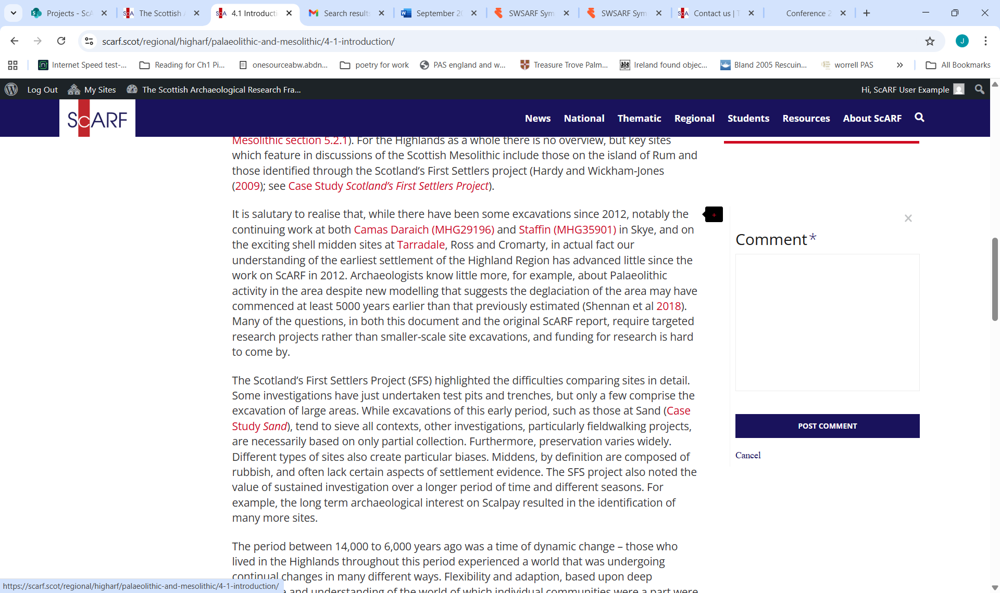 Projects - ScA
The Scottish A
4.1 Introducti
Search results
September 20
SWSARF Sym
SWSARF Sym
Contact us | T
Conference 2
scarf.scot/regional/higharf/palaeolithic-and-mesolithic/4-1-introduction/
J
Internet Speed test-...
Reading for Ch1 Pi...
onesourceabw.abdn...
poetry for work
PAS england and w...
Treasure Trove Palm...
Ireland found objec...
Bland 2005 Rescuin...
worrell PAS
All Bookmarks
Log Out
My Sites
The Scottish Archaeological Research Fra...
Hi, ScARF User Example
ScARF
News
National
Thematic
Regional
Students
Resources
About ScARF
Mesolithic section 5.2.1). For the Highlands as a whole there is no overview, but key sites
which feature in discussions of the Scottish Mesolithic include those on the island of Rum and
those identified through the Scotland's First Settlers project (Hardy and Wickham-Jones
(2009); see Case Study Scotland's First Settlers Project).
It is salutary to realise that, while there have been some excavations since 2012, notably the
continuing work at both Camas Daraich (MHG29196) and Staffin (MHG35901) in Skye, and on
the exciting shell midden sites at Tarradale, Ross and Cromarty, in actual fact our
understanding of the earliest settlement of the Highland Region has advanced little since the
work on ScARF in 2012. Archaeologists know little more, for example, about Palaeolithic
activity in the area despite new modelling that suggests the deglaciation of the area may have
commenced at least 5000 years earlier than that previously estimated (Shennan et al 2018).
Many of the questions, in both this document and the original ScARF report, require targeted
research projects rather than smaller-scale site excavations, and funding for research is hard
to come by.
The Scotland's First Settlers Project (SFS) highlighted the difficulties comparing sites in detail.
Some investigations have just undertaken test pits and trenches, but only a few comprise the
excavation of large areas. While excavations of this early period, such as those at Sand (Case
Study Sand), tend to sieve all contexts, other investigations, particularly fieldwalking projects,
are necessarily based on only partial collection. Furthermore, preservation varies widely.
Different types of sites also create particular biases. Middens, by definition are composed of
rubbish, and often lack certain aspects of settlement evidence. The SFS project also noted the
value of sustained investigation over a longer period of time and different seasons. For
example, the long term archaeological interest on Scalpay resulted in the identification of
many more sites.
The period between 14,000 to 6,000 years ago was a time of dynamic change – those who
lived in the Highlands throughout this period experienced a world that was undergoing
continual changes in many different ways. Flexibility and adaption, based upon deep
and understanding of the world of which individual communities were a part were
+
Comment*
POST COMMENT
Cancel
https://scarf.scot/regional/higharf/palaeolithic-and-mesolithic/4-1-introduction/